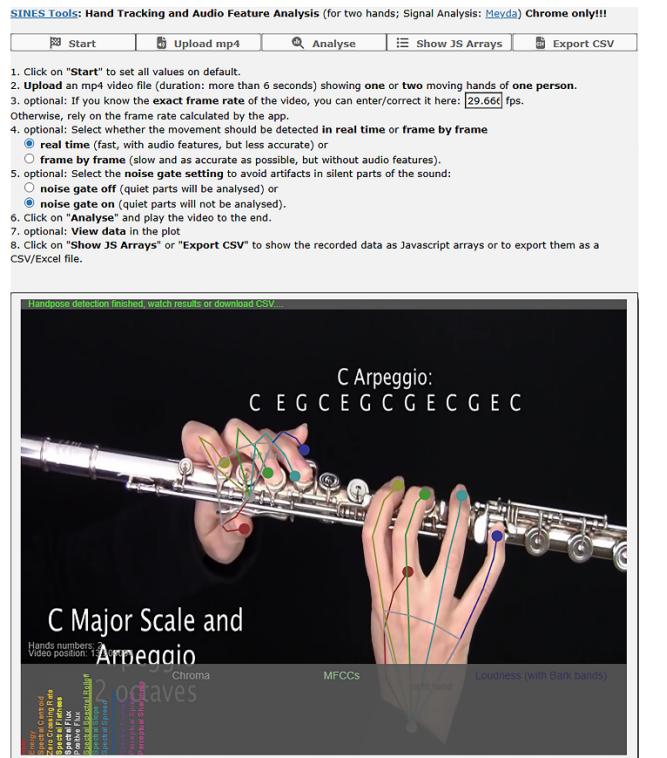 SINES Tools: Hand Tracking and Audio Feature Analysis (for two hands; Signal Analysis: Meyda) Chrome only!!!
Start
Upload mp4
Analyse
Show JS Arrays
Export CSV
1. Click on "Start" to set all values on default.
2. Upload an mp4 video file (duration: more than 6 seconds) showing one or two moving hands of one person.
3. optional: If you know the exact frame rate of the video, you can enter/correct it here: 29.666 fps.
Otherwise, rely on the frame rate calculated by the app.
4. optional: Select whether the movement should be detected in real time or frame by frame
real time (fast, with audio features, but less accurate) or
frame by frame (slow and as accurate as possible, but without audio features).
5. optional: Select the noise gate setting to avoid artifacts in silent parts of the sound:
noise gate off (quiet parts will be analysed) or
noise gate on (quiet parts will not be analysed).
6. Click on "Analyse" and play the video to the end.
7. optional: View data in the plot
8. Click on "Show JS Arrays" or "Export CSV" to show the recorded data as Javascript arrays or to export them as a
CSV/Excel file.
Handpose detection finished, watch results or download CSV....
C Arpeggio:
C E G C E G C G E C G E C
C Major Scale and
Arpeggio
2 octaves
Hands numbers: 2
Video position:
Chroma
MFCCs
Loudness (with Bark bands)
Energy
Spectral Centroid
Zero Crossing Rate
Spectral Flatness
Spectral Flux
Positive Flux
Spectral Spectral Rolloff
Spectral Slope
Spectral Spread